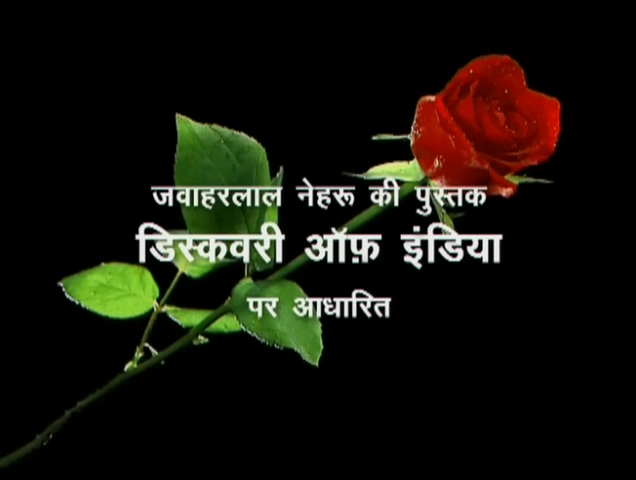 जवाहरलाल नेहरू की पुस्तक
डिस्कवरी ऑफ़ इंडिया
पर आधारित